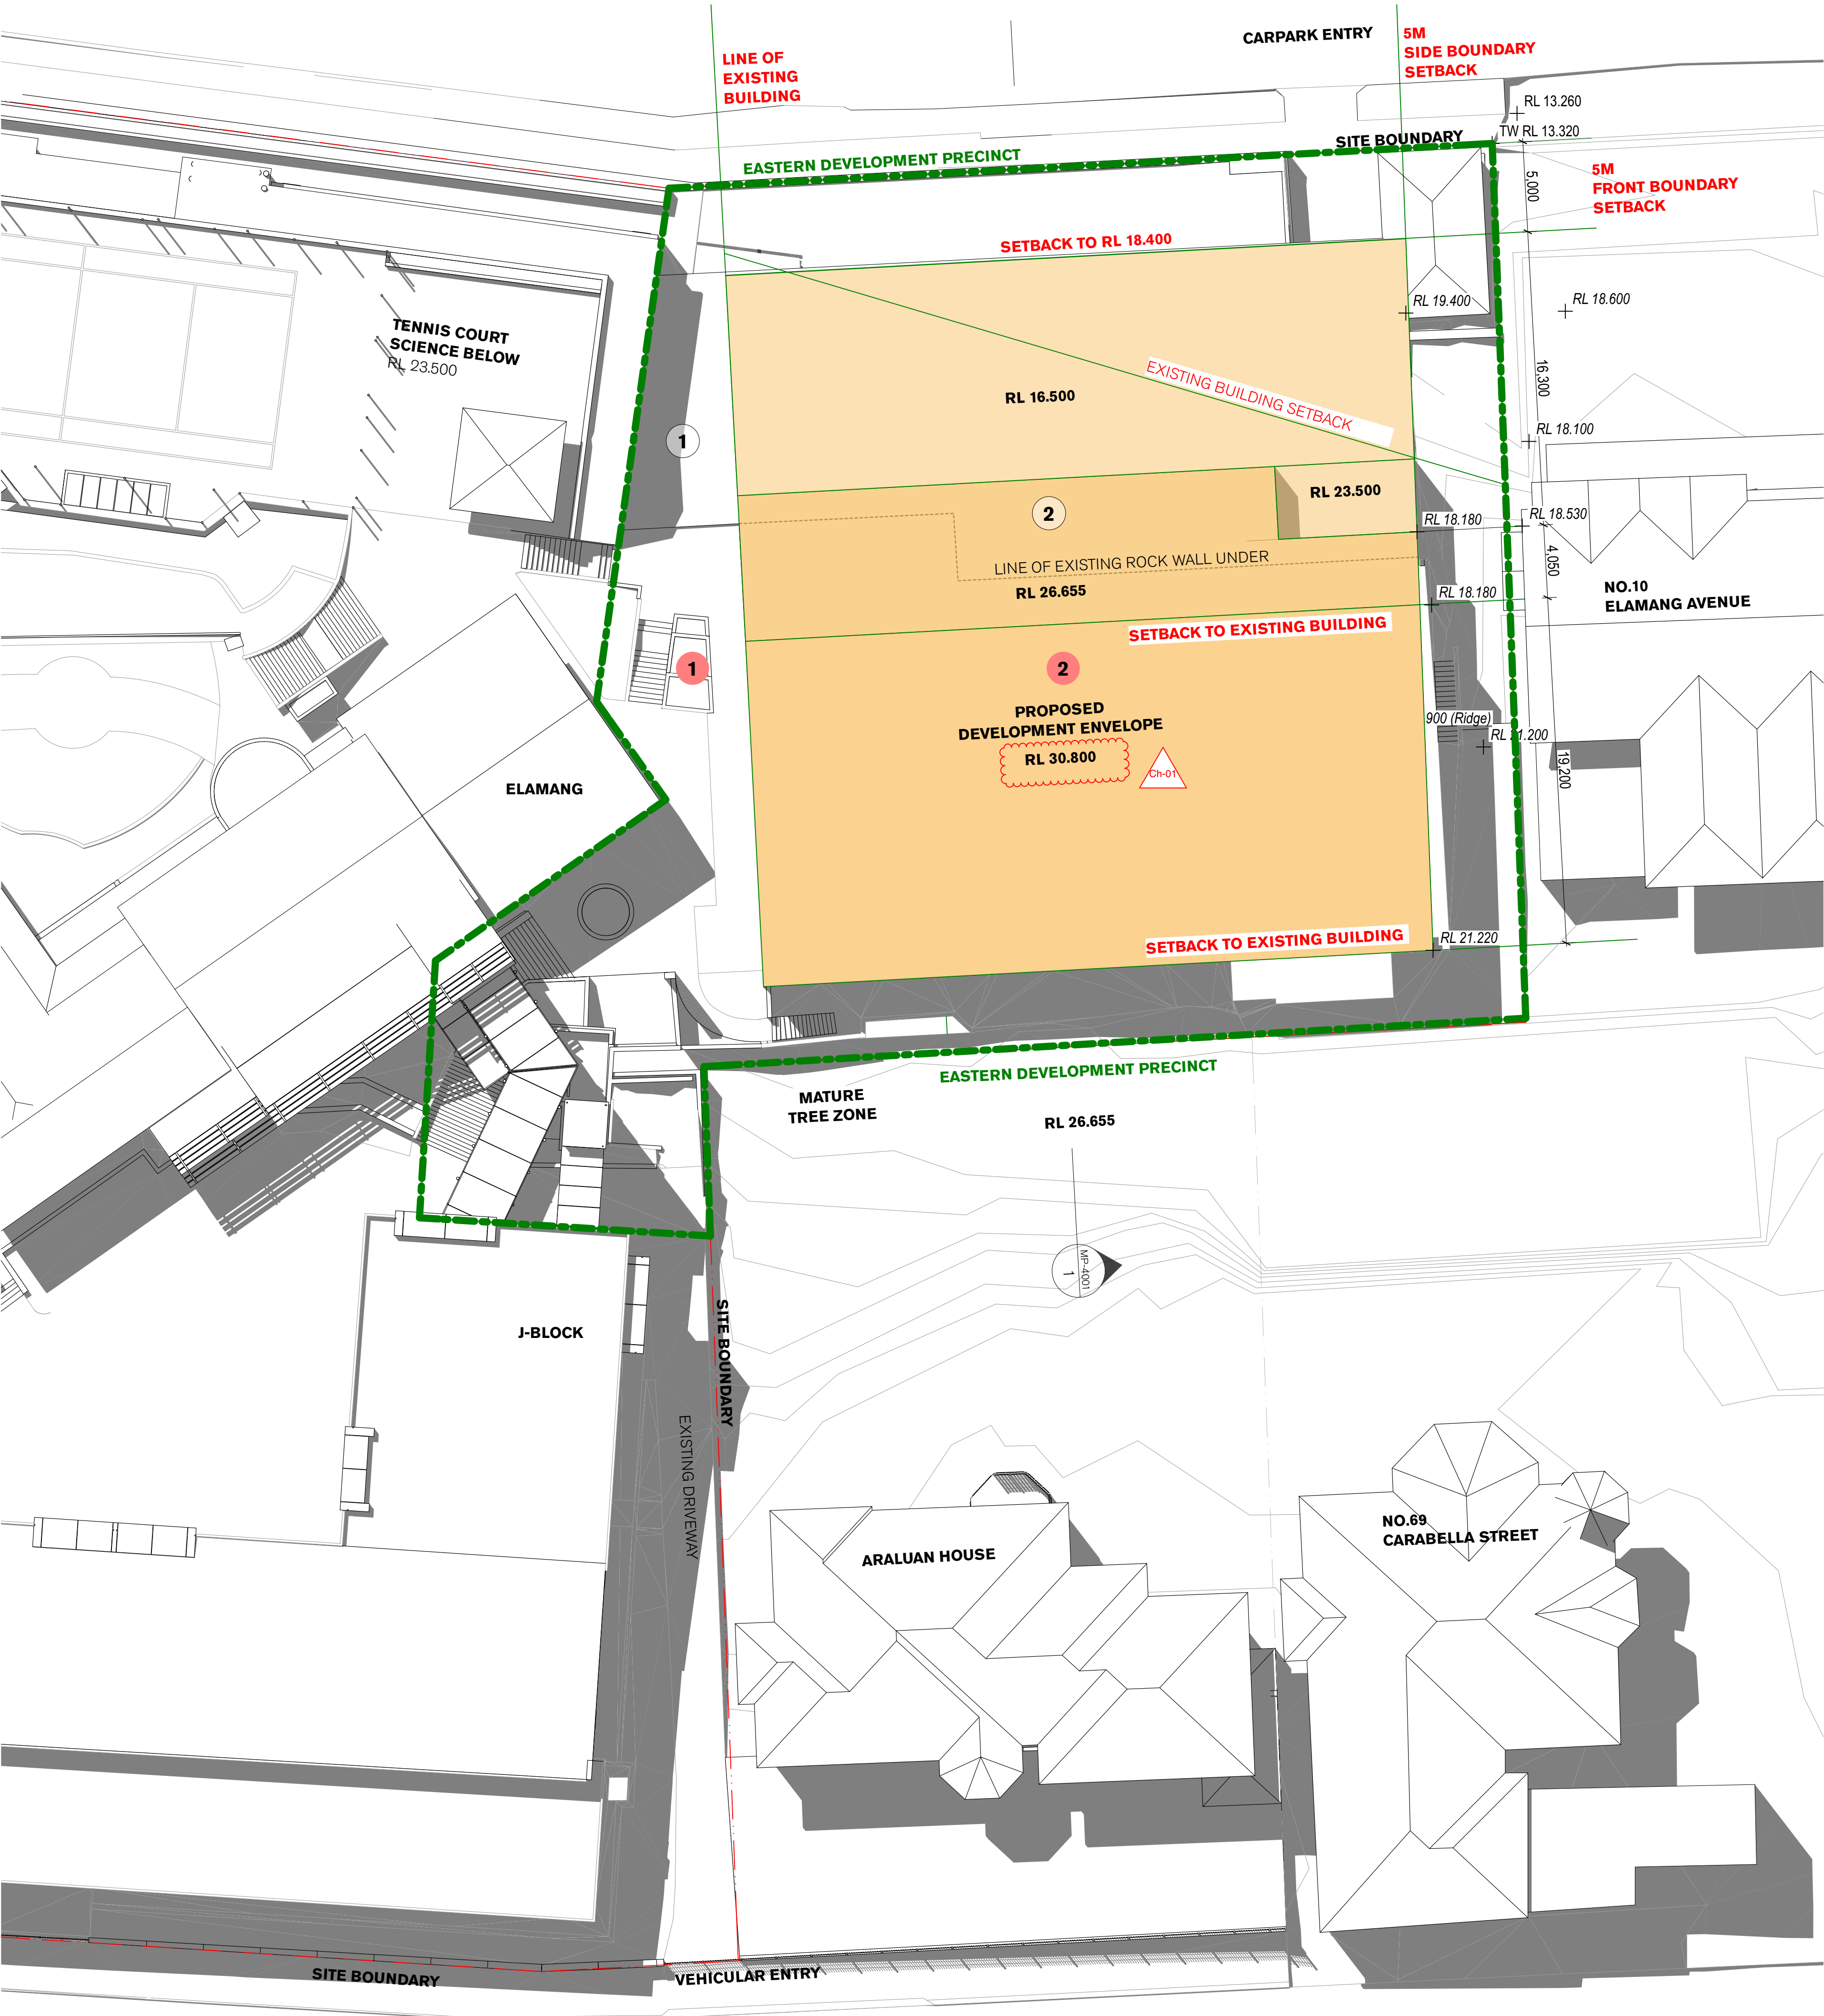 CARPARK ENTRY
5M
SIDE BOUNDARY
SETBACK
LINE OF
EXISTING
BUILDING
RL 13.260
TW RL 13.320
SITE BOUNDARY
EASTERN DEVELOPMENT PRECINCT
5,000
5M
FRONT BOUNDARY
SETBACK
SETBACK TO RL 18.400
RL 19.400
RL 18.600
TENNIS COURT
SCIENCE BELOW
RL 23.500
16,300
EXISTING BUILDING SETBACK
RL 16.500
RL 18.100
1
RL 23.500
2
RL 18.180
RL 18.530
4,050
LINE OF EXISTING ROCK WALL UNDER
RL 26.655
RL 18.180
NO.10
ELAMANG AVENUE
SETBACK TO EXISTING BUILDING
1
2
PROPOSED
DEVELOPMENT ENVELOPE
RL 30.800
Ch-01
900 (Ridge)
RL 21.200
19,200
ELAMANG
SETBACK TO EXISTING BUILDING
RL 21.220
EASTERN DEVELOPMENT PRECINCT
MATURE
TREE ZONE
RL 26.655
MP-4001
1
J-BLOCK
SITE BOUNDARY
EXISTING DRIVEWAY
ARALUAN HOUSE
NO.69
CARABELLA STREET
SITE BOUNDARY
VEHICULAR ENTRY